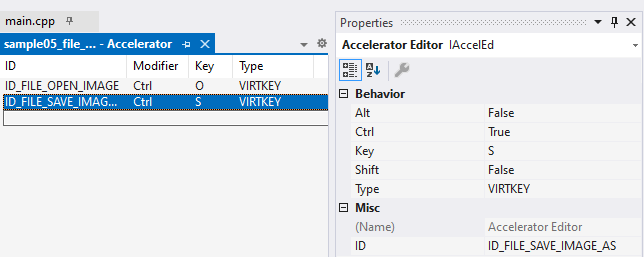 main.cpp
sample05_file_... - Accelerator
ID Modifier Key Type
ID_FILE_OPEN_IMAGE Ctrl O VIRTKEY
ID_FILE_SAVE_IMAG... Ctrl S VIRTKEY
Properties
Accelerator Editor IAccelEd
Behavior
Alt False
Ctrl True
Key S
Shift False
Type VIRTKEY
Misc
(Name) Accelerator Editor
ID ID_FILE_SAVE_IMAGE_AS